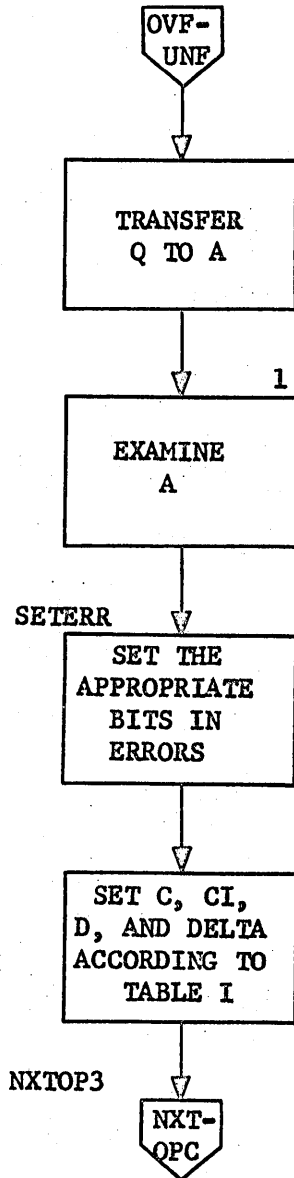 OVF-
UNF
TRANSFER
Q TO A
1
EXAMINE
A
SETERR
SET THE
APPROPRIATE
BITS IN
ERRORS
SET C, CI,
D, AND DELTA
ACCORDING TO
TABLE I
NXTOP3
NXT-
OPC